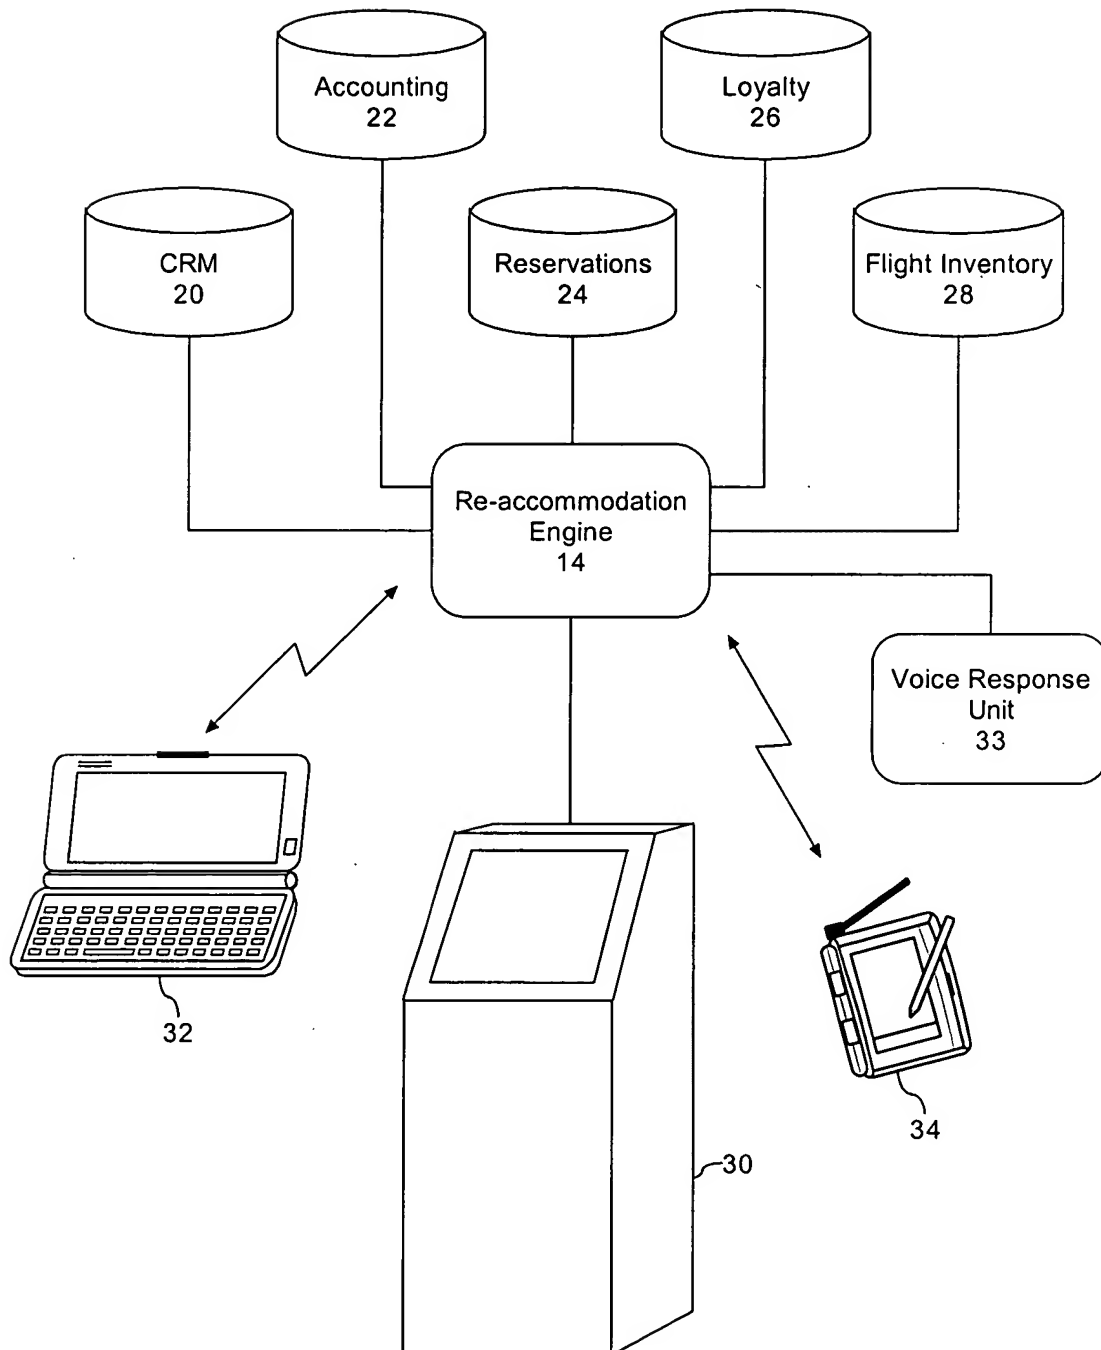 Accounting
22
Loyalty
26
CRM
20
Reservations
24
Flight Inventory
28
Re-accommodation
Engine
14
Voice Response
Unit
33
32
34
30